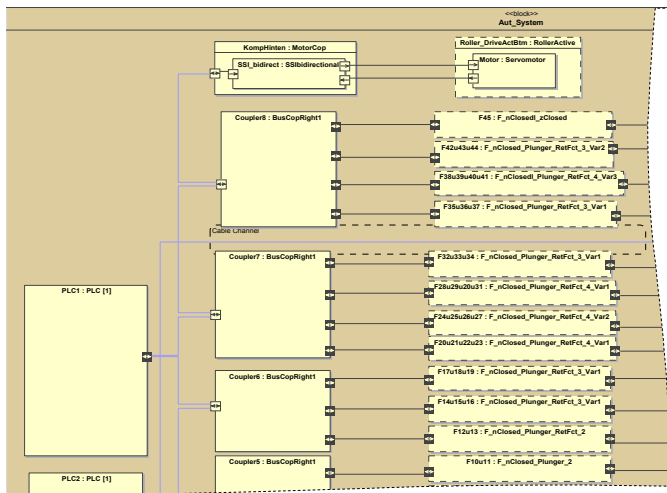 <<block>>
Aut_System
KompHinten : MotorCop
SSI_bidirect : SSIbidirectional
Roller_DriveActBtm : RollerActive
Motor : Servomotor
Coupler8 : BusCopRight1
F45 : F_nClosedl_zClosed
F42u43u44 : F_nClosed_Plunger_RetFct_3_Var2
F38u39u40u41 : F_nClosedl_Plunger_RetFct_4_Var3
F35u36u37 : F_nClosed_Plunger_RetFct_3_Var1
Cable Channel
Coupler7 : BusCopRight1
F32u33u34 : F_nClosed_Plunger_RetFct_3_Var1
F28u29u20u31 : F_nClosed_Plunger_RetFct_4_Var1
F24u25u26u27 : F_nClosed_Plunger_RetFct_4_Var2
F20u21u22u23 : F_nClosed_Plunger_RetFct_4_Var1
PLC1 : PLC [1]
Coupler6 : BusCopRight1
F17u18u19 : F_nClosed_Plunger_RetFct_3_Var1
F14u15u16 : F_nClosed_Plunger_RetFct_3_Var1
F12u13 : F_nClosed_Plunger_RetFct_2
Coupler5 : BusCopRight1
F10u11 : F_nClosed_Plunger_2
PLC2 : PLC [1]